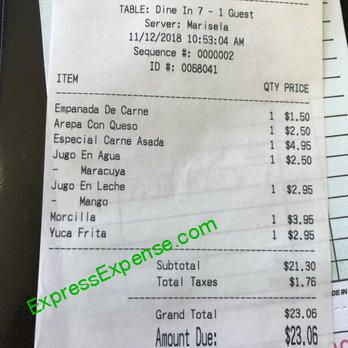 TABLE: Dine In 7 - 1 Guest
Server: Marisela
11/12/2018 10:53:04 AM
Sequence #: 0000002
ID #: 0068041
ITEM QTY PRICE
Empanada De Carne 1 $1.50
Arepa Con Queso 1 $2.50
Especial Carne Asada 1 $4.95
Jugo En Agua 1 $2.50
- Maracuya
Jugo En Leche 1 $2.95
- Mango
Morcilla 1 $3.95
Yuca Frita 1 $2.95
Subtotal $21.30
Total Taxes $1.76
Grand Total $23.06
Amount Due: $23.06
ExpressExpense.com